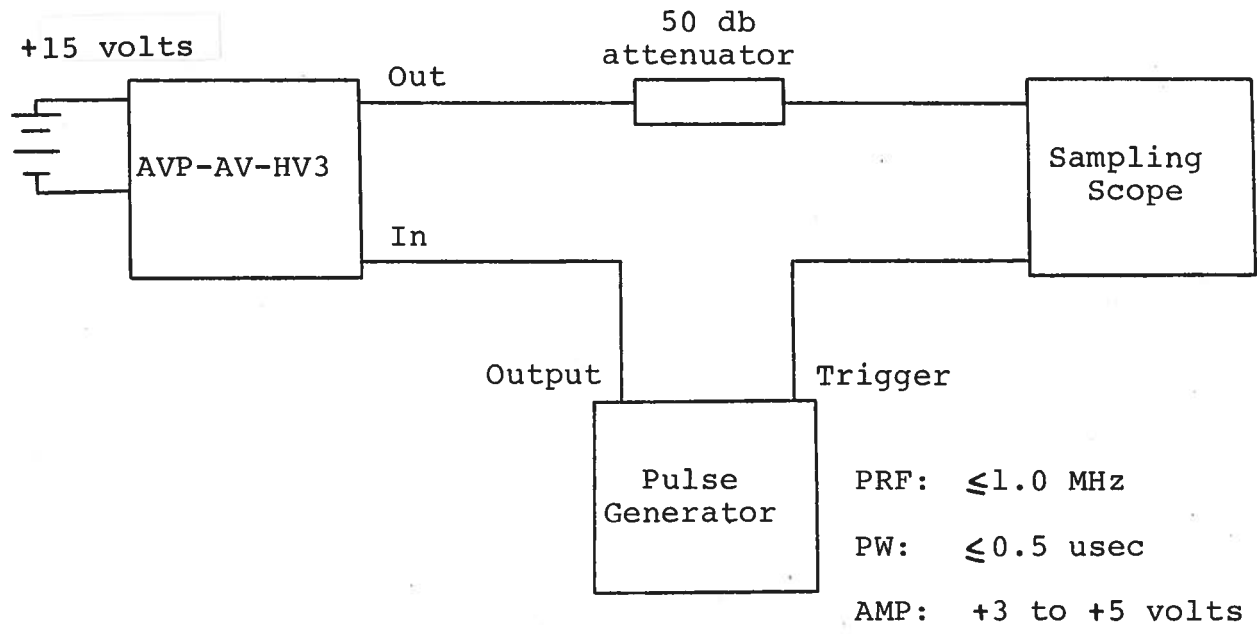 +15 volts
50 db
attenuator
Out
AVP-AV-HV3
Sampling
Scope
In
Output
Trigger
Pulse
Generator
PRF: ≤1.0 MHz
PW: ≤0.5 usec
AMP: +3 to +5 volts